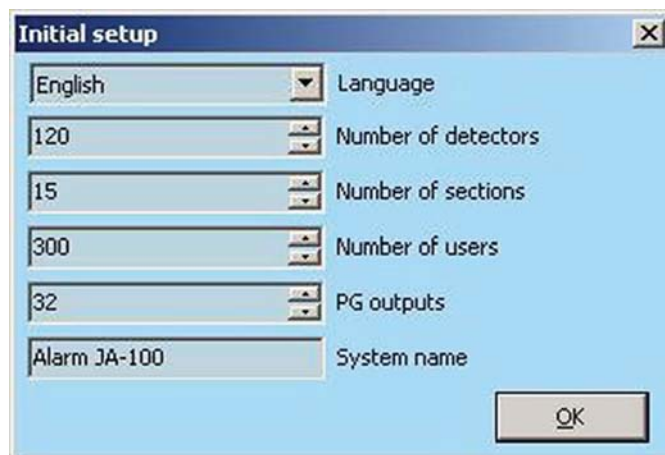 Initial setup
English Language
120 Number of detectors
15 Number of sections
300 Number of users
32 PG outputs
Alarm JA-100 System name
OK